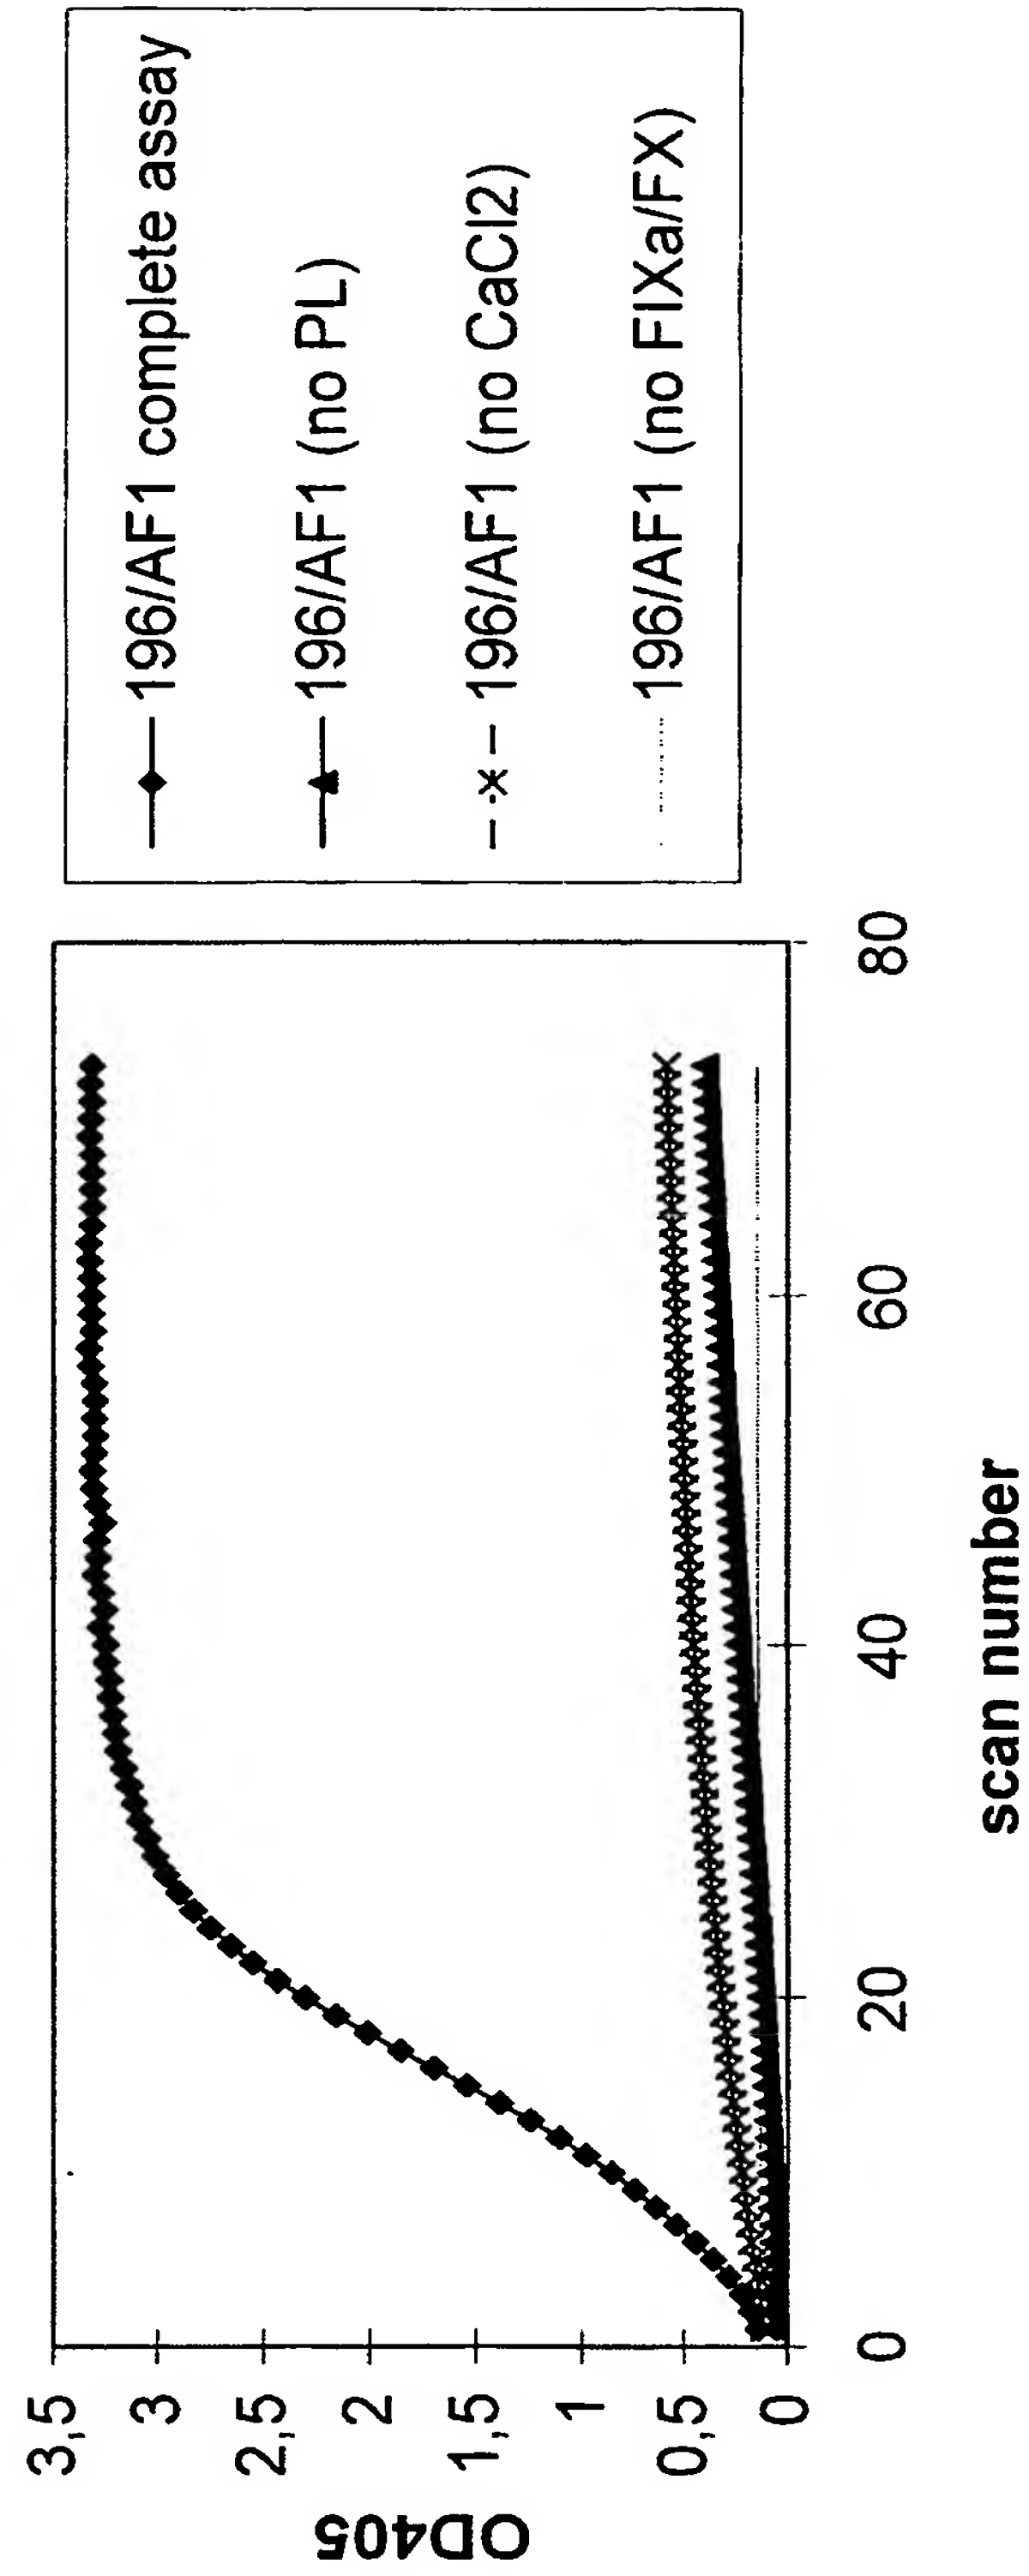 OD405
3,5
3
2,5
2
1,5
1
0,5
0
0
20
40
60
80
scan number
196/AF1 complete assay
196/AF1 (no PL)
196/AF1 (no CaCl2)
196/AF1 (no FIXa/FX)